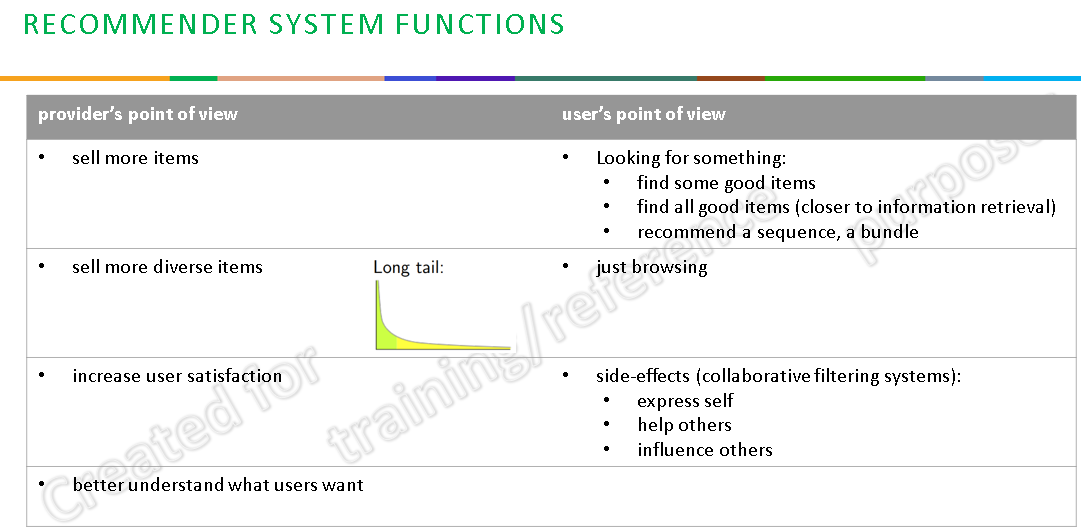 RECOMMENDER SYSTEM FUNCTIONS
provider's point of view
user's point of view
• sell more items
• Looking for something:
• find some good items
• find all good items (closer to information retrieval)
• recommend a sequence, a bundle
• sell more diverse items
Long tail:
• just browsing
• increase user satisfaction
• side-effects (collaborative filtering systems):
• express self
• help others
• influence others
• better understand what users want
Created for training/reference purpose